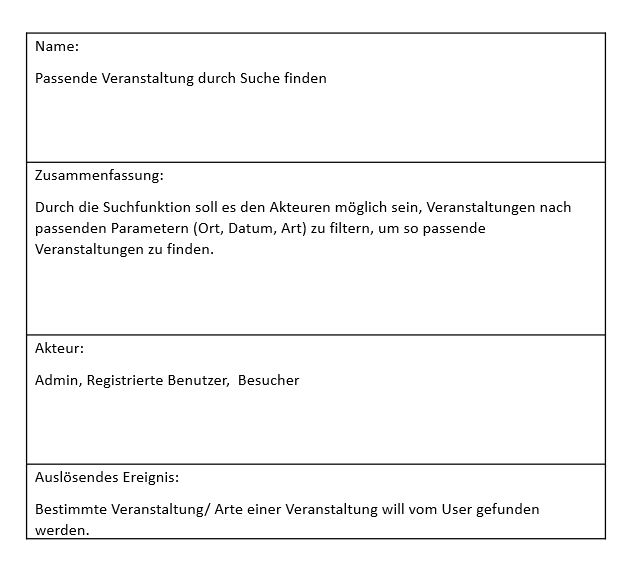 Name:
Passende Veranstaltung durch Suche finden
Zusammenfassung:
Durch die Suchfunktion soll es den Akteuren möglich sein, Veranstaltungen nach
passenden Parametern (Ort, Datum, Art) zu filtern, um so passende
Veranstaltungen zu finden.
Akteur:
Admin, Registrierte Benutzer,  Besucher
Auslösendes Ereignis:
Bestimmte Veranstaltung/ Arte einer Veranstaltung will vom User gefunden
werden.